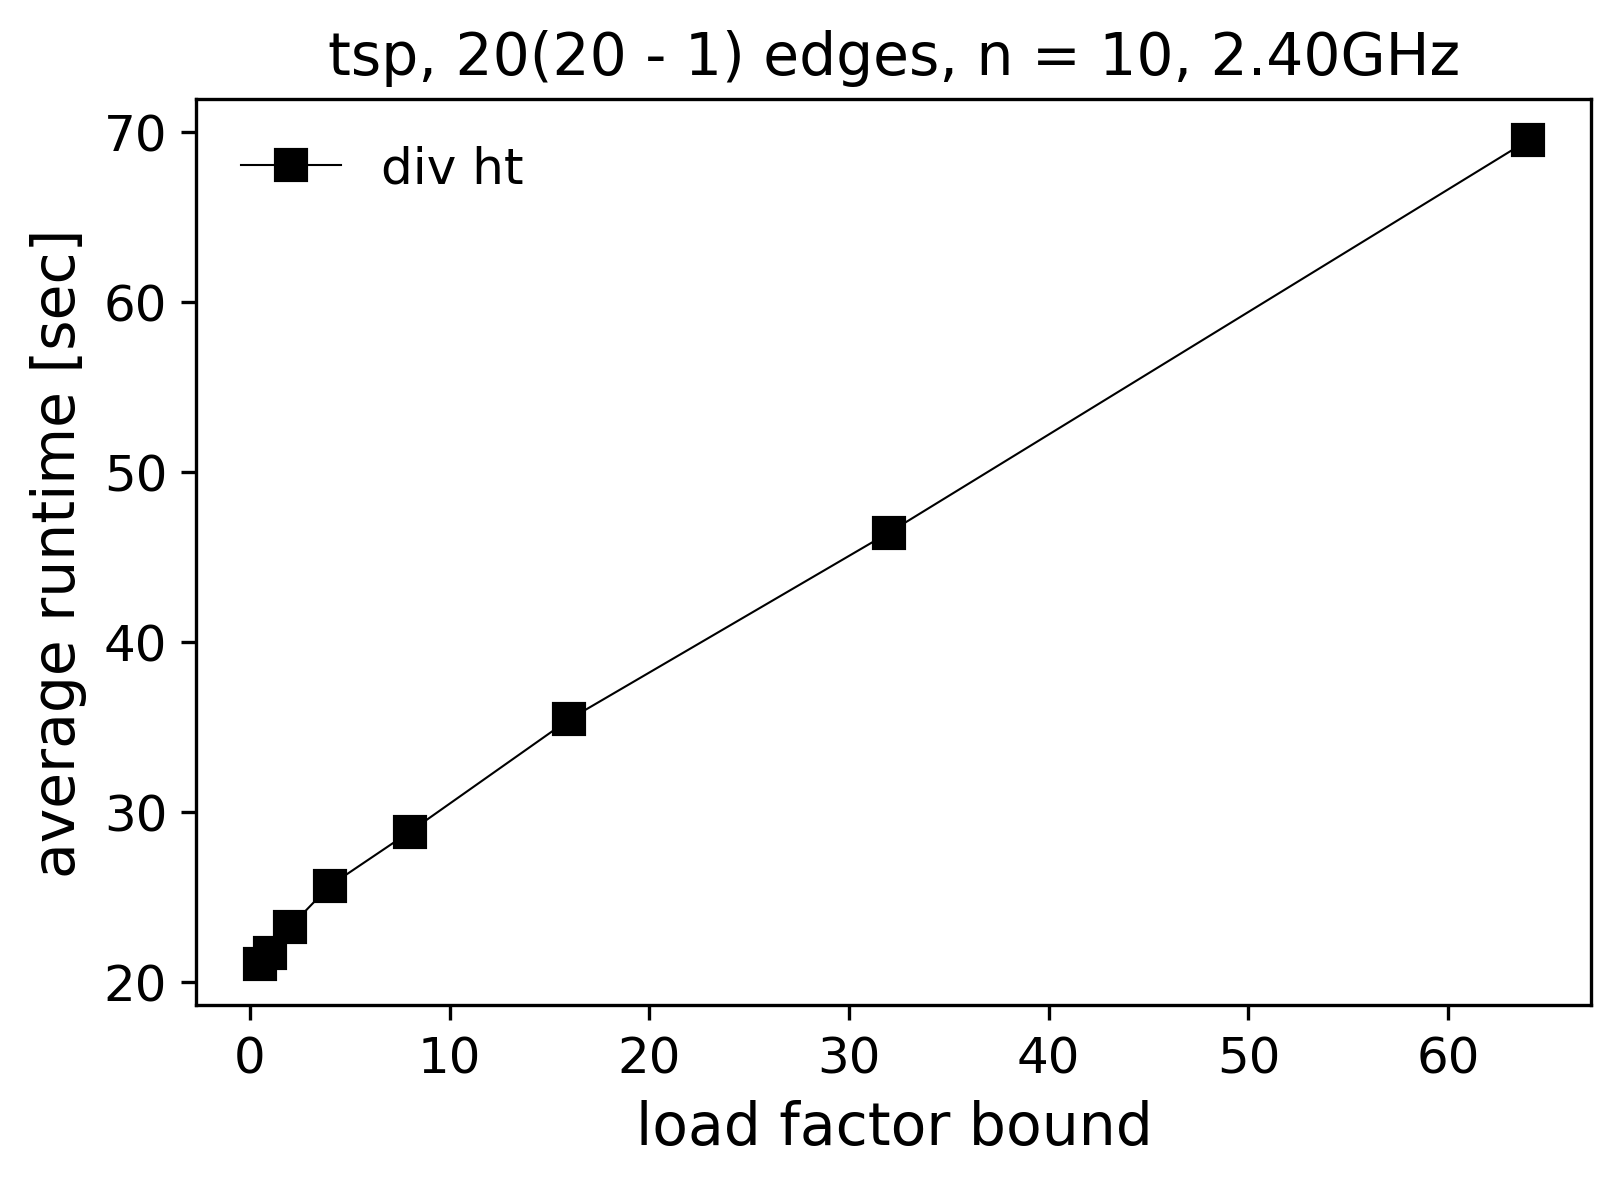 tsp, 20(20 - 1) edges, n = 10, 2.40GHz
div ht
average runtime [sec]
70
60
50
40
30
20
0 10 20 30 40 50 60
load factor bound